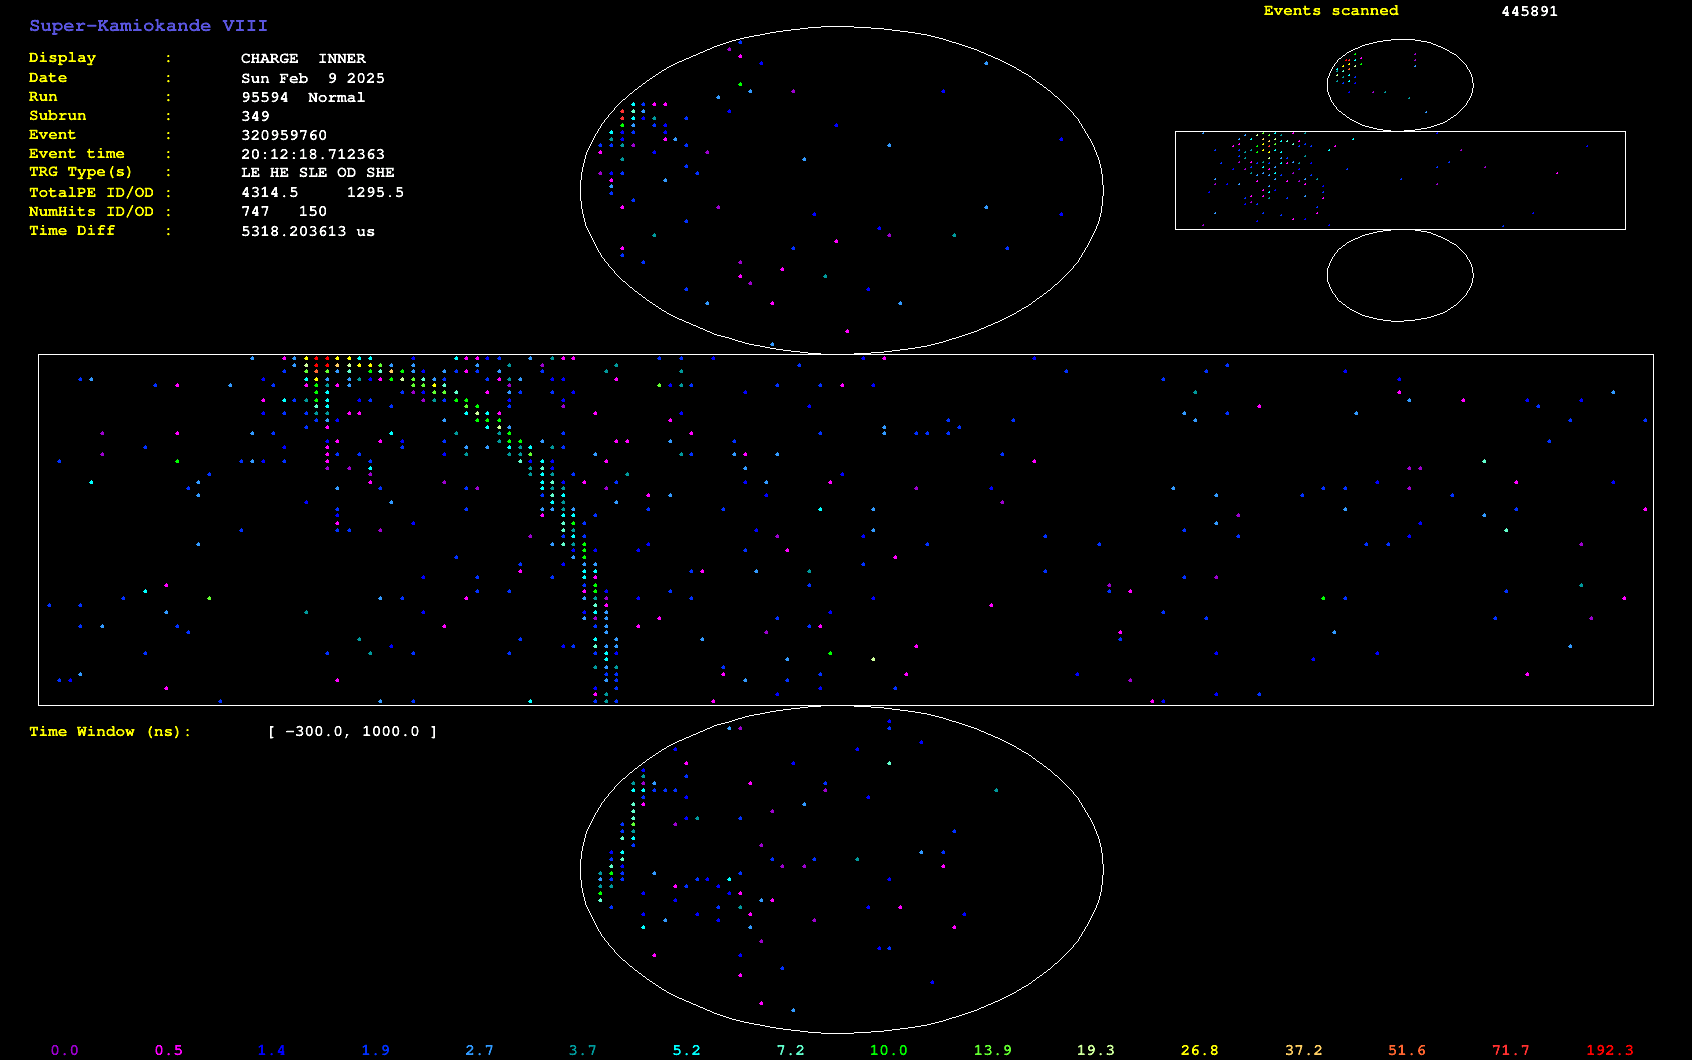 Super-Kamiokande VIII
Events scanned 445891
Display : CHARGE INNER
Date : Sun Feb 9 2025
Run : 95594 Normal
Subrun : 349
Event : 320959760
Event time : 20:12:18.712363
TRG Type(s) : LE HE SLE OD SHE
TotalPE ID/OD : 4314.5 1295.5
NumHits ID/OD : 747 150
Time Diff : 5318.203613 us
Time Window (ns): [ -300.0, 1000.0 ]
0.0 0.5 1.4 1.9 2.7 3.7 5.2 7.2 10.0 13.9 19.3 26.8 37.2 51.6 71.7 192.3